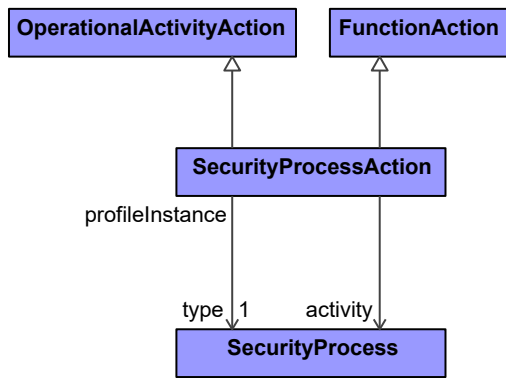 OperationalActivityAction
FunctionAction
SecurityProcessAction
profileInstance
type 1
activity
SecurityProcess